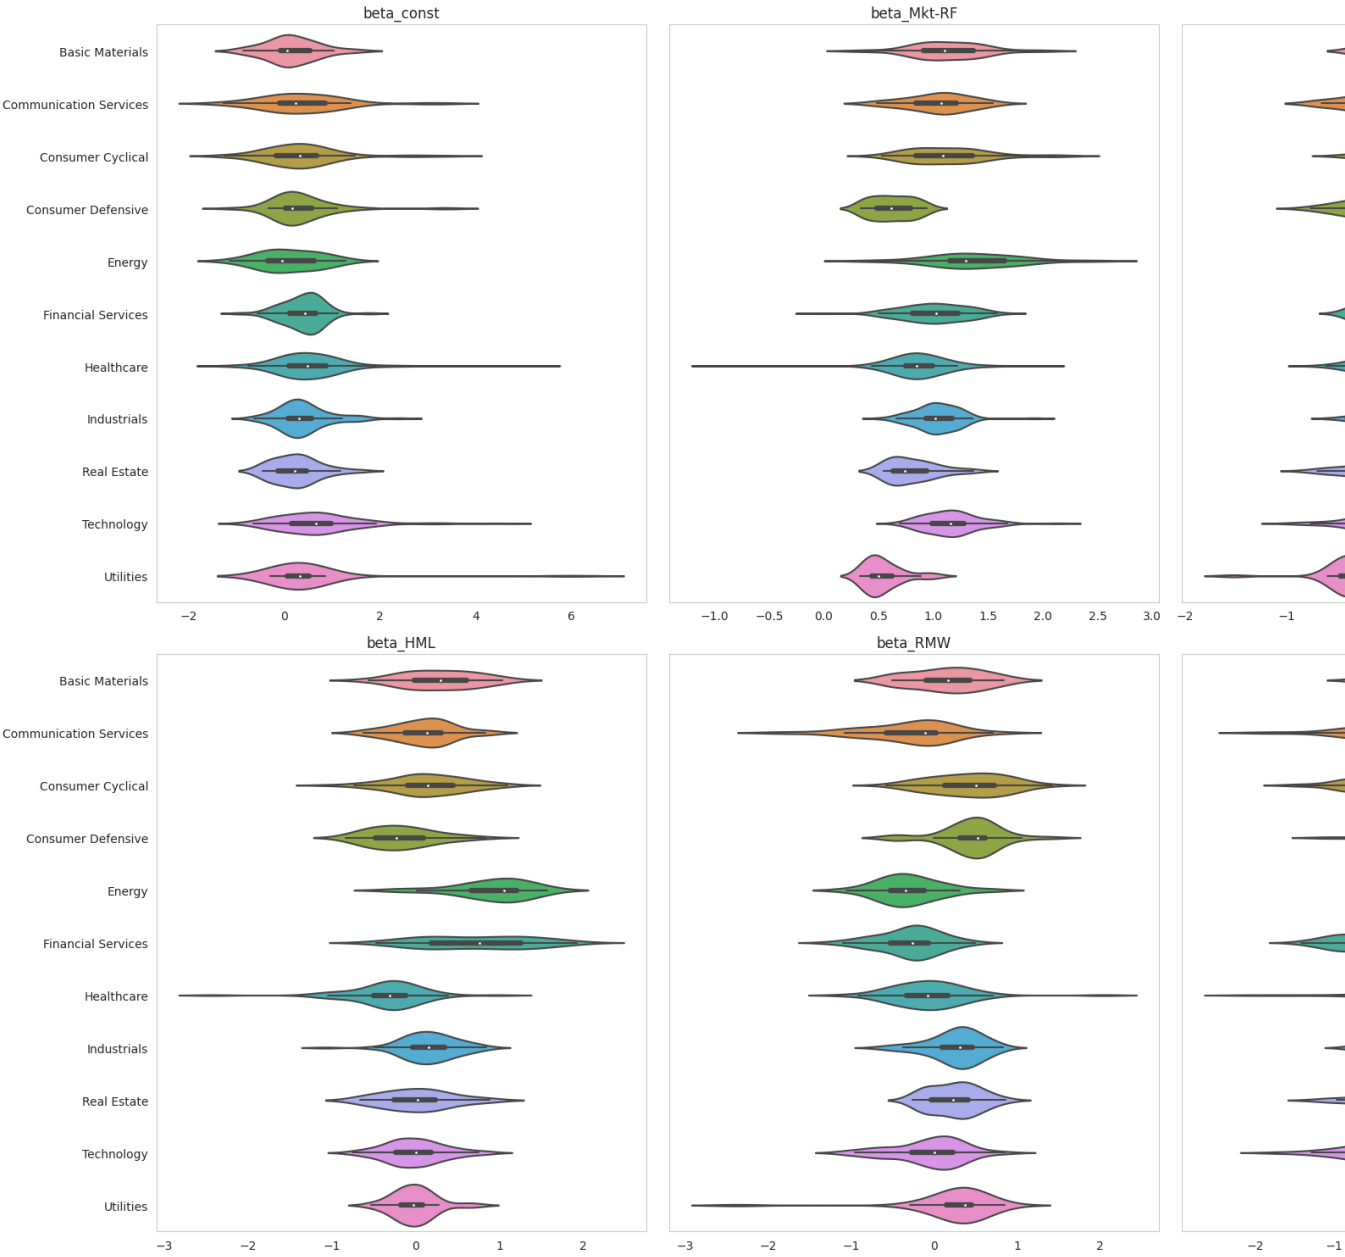 beta_const
beta_Mkt-RF
Basic Materials
Communication Services
Consumer Cyclical
Consumer Defensive
Energy
Financial Services
Healthcare
Industrials
Real Estate
Technology
Utilities
−2 0 2 4 6
−1.0 −0.5 0.0 0.5 1.0 1.5 2.0 2.5 3.0
−2 −1
beta_HML
beta_RMW
Basic Materials
Communication Services
Consumer Cyclical
Consumer Defensive
Energy
Financial Services
Healthcare
Industrials
Real Estate
Technology
Utilities
−3 −2 −1 0 1 2
−3 −2 −1 0 1 2
−2 −1